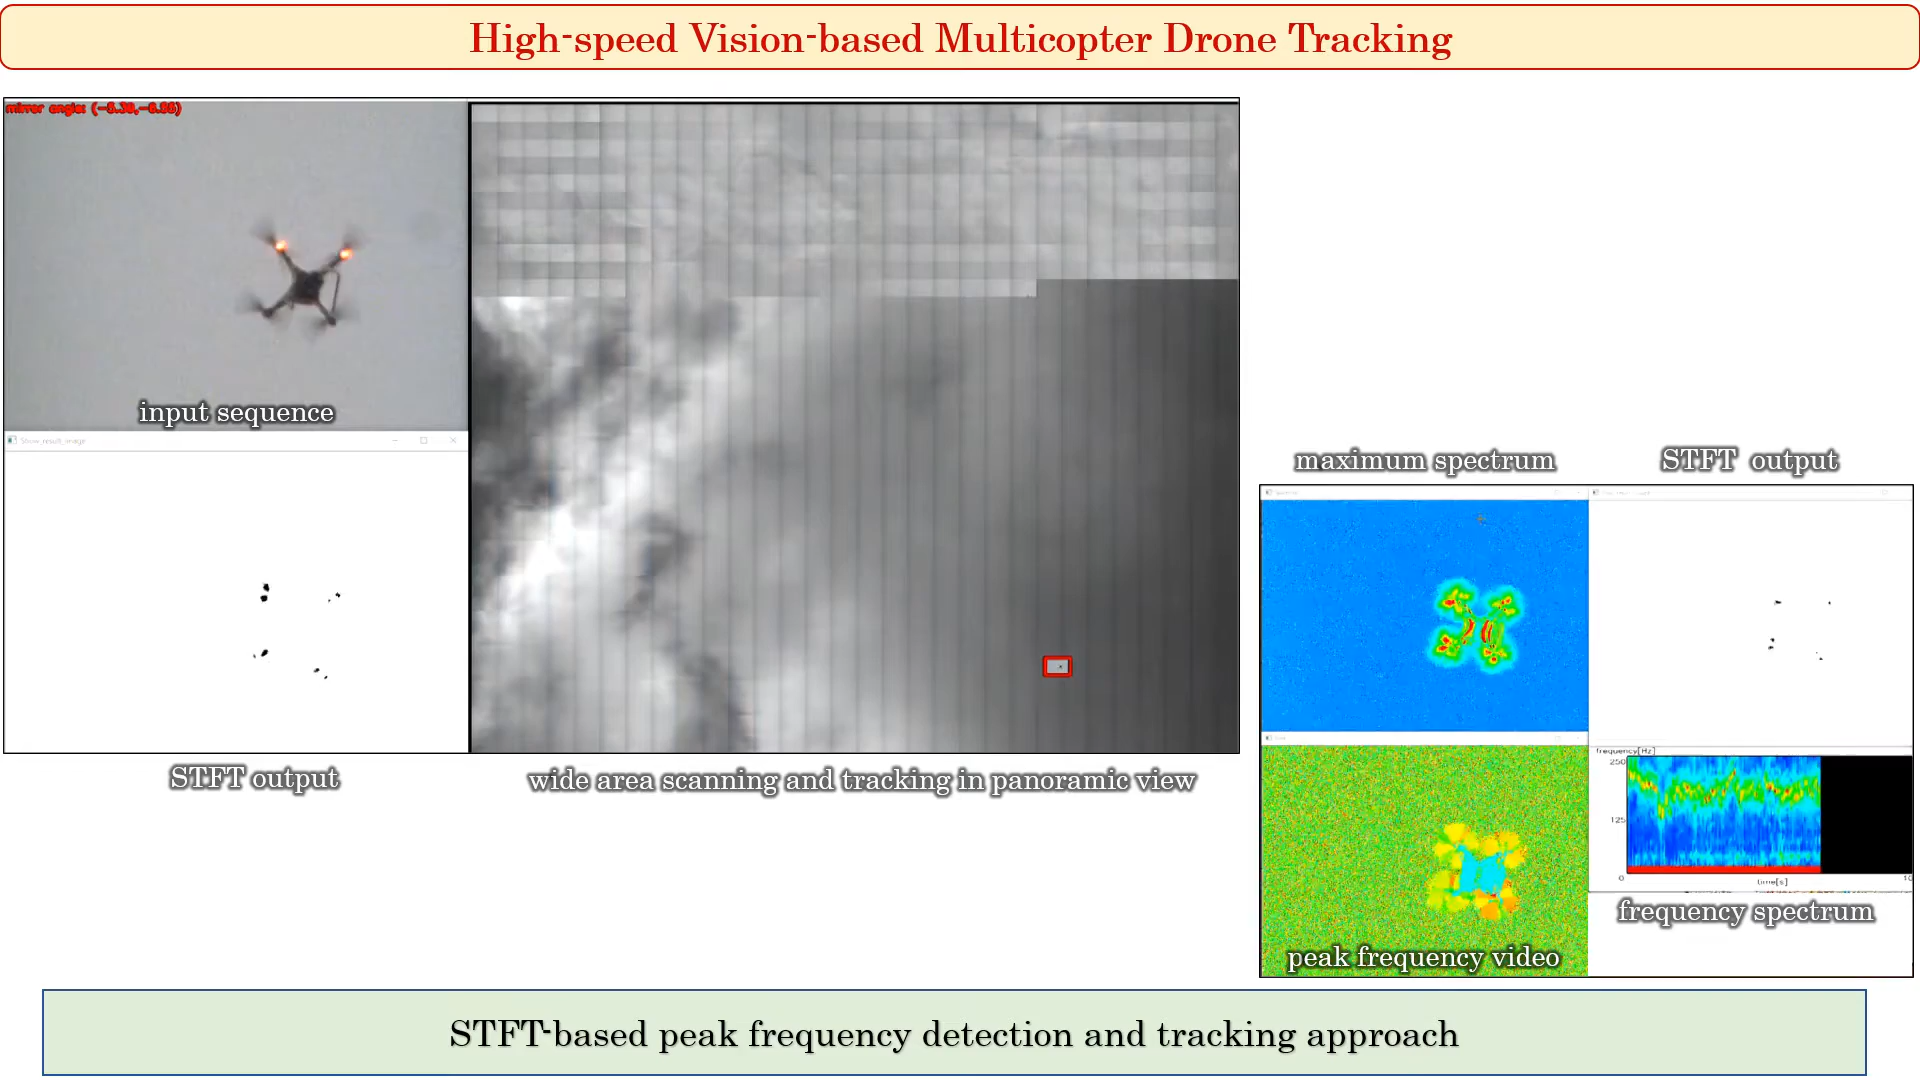 High-speed Vision-based Multicopter Drone Tracking
input sequence
Show_result_image
STFT output
wide area scanning and tracking in panoramic view
maximum spectrum
STFT output
frequency[Hz]
250
125
0
time[s]
10
frequency spectrum
peak frequency video
STFT-based peak frequency detection and tracking approach